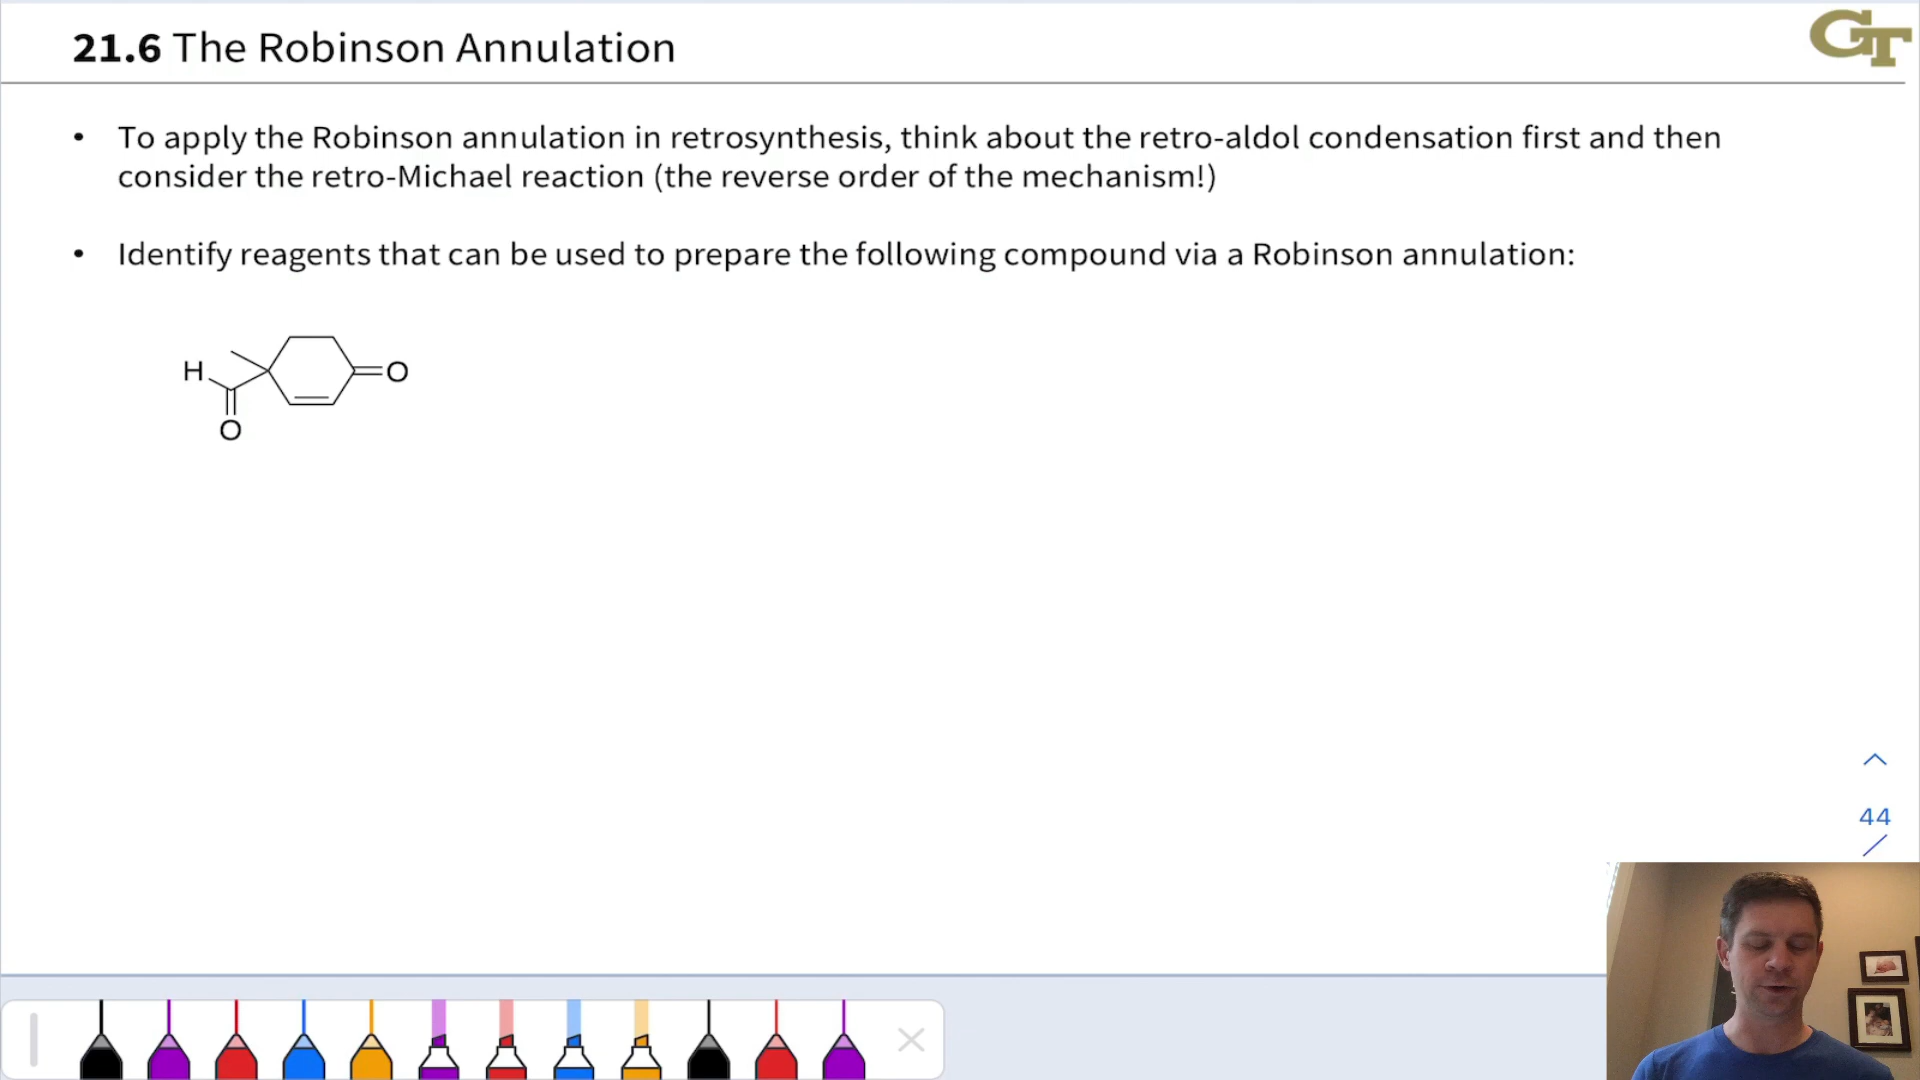 21.6 The Robinson Annulation
GT
• To apply the Robinson annulation in retrosynthesis, think about the retro-aldol condensation first and then
consider the retro-Michael reaction (the reverse order of the mechanism!)
• Identify reagents that can be used to prepare the following compound via a Robinson annulation:
H
O
O
44
/